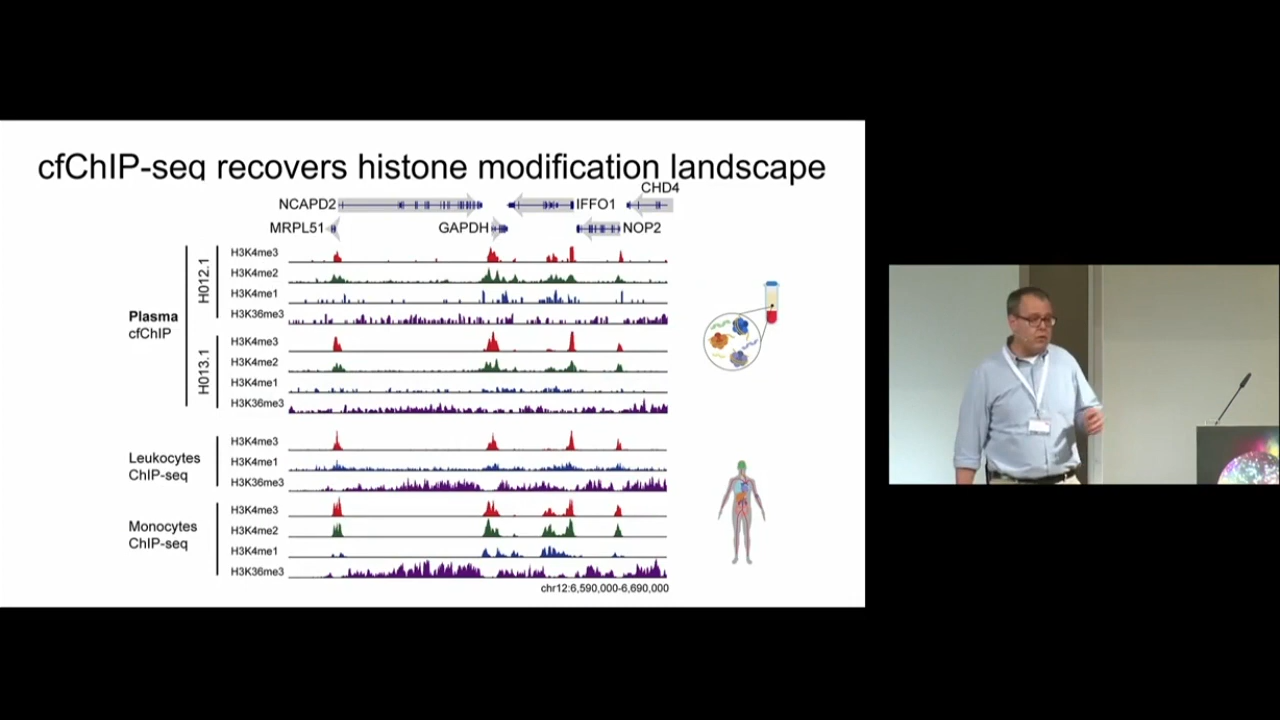 cfChIP-seq recovers histone modification landscape
CHD4
NCAPD2
IFFO1
MRPL51
GAPDH
NOP2
Plasma
cfChIP
H012.1
H3K4me3
H3K4me2
H3K4me1
H3K36me3
H013.1
H3K4me3
H3K4me2
H3K4me1
H3K36me3
Leukocytes
ChIP-seq
H3K4me3
H3K4me1
H3K36me3
Monocytes
ChIP-seq
H3K4me3
H3K4me2
H3K4me1
H3K36me3
chr12:6,590,000-6,690,000